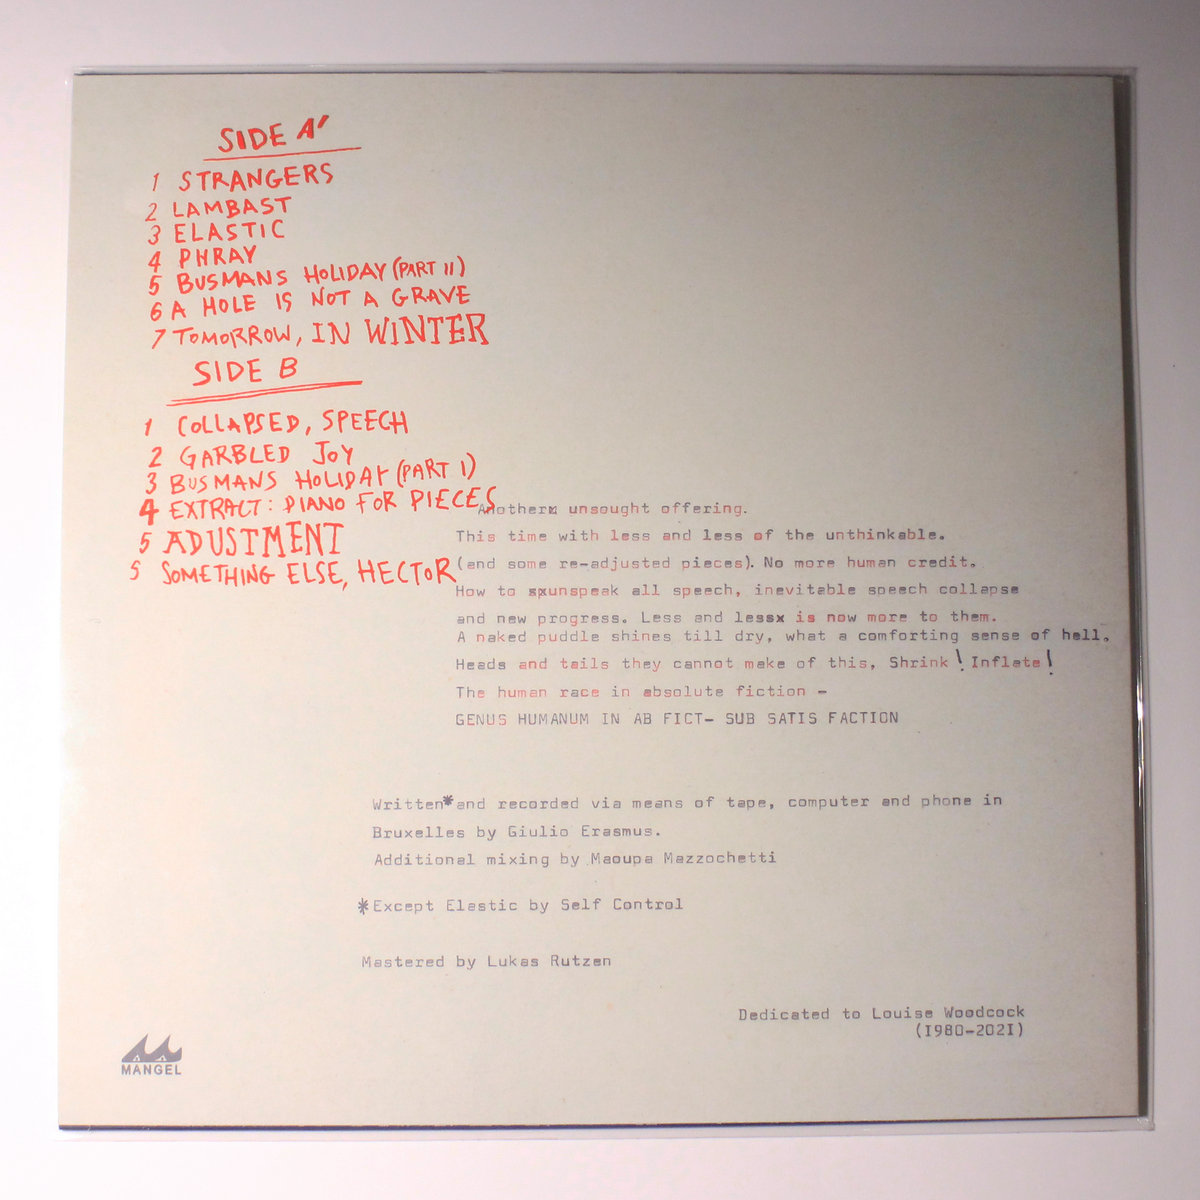 SIDE A'
1 STRANGERS
2 LAMBAST
3 ELASTIC
4 PHRAY
5 BUSMANS HOLIDAY (PART II)
6 A HOLE IS NOT A GRAVE
7 TOMORROW, IN WINTER
SIDE B
1 COLLAPSED, SPEECH
2 GARBLED JOY
3 BUSMANS HOLIDAY (PART I)
4 EXTRACT: PIANO FOR PIECES
5 ADUSTMENT
5 SOMETHING ELSE, HECTOR
Anotherx unsought offering.
This time with less and less of the unthinkable.
(and some re-adjusted pieces). No more human credit.
How to spxunspeak all speech, inevitable speech collapse
and new progress. Less and lessx is now more to them.
A naked puddle shines till dry, what a comforting sense of hell.
Heads and tails they cannot make of this, Shrink! Inflate!
The human race in absolute fiction -
GENUS HUMANUM IN AB FICT- SUB SATIS FACTION
Written*and recorded via means of tape, computer and phone in
Bruxelles by Giulio Erasmus.
Additional mixing by Maoupa Mazzochetti
*Except Elastic by Self Control
Mastered by Lukas Rutzen
Dedicated to Louise Woodcock
(1980-2021)
MANGEL